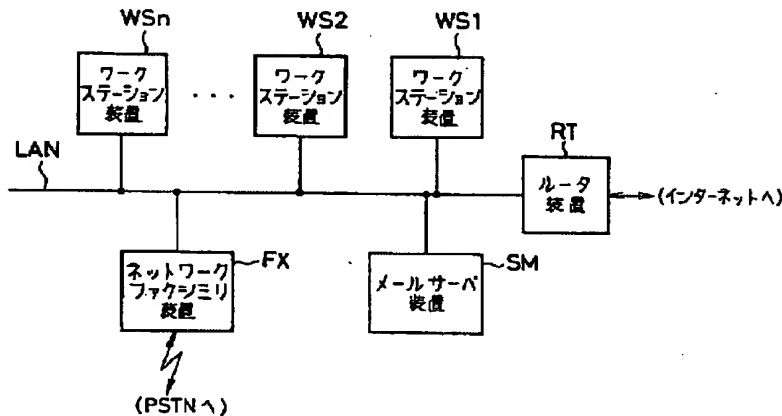 WSn
WS2
WS1
ワーク
ステーション
装置
・・・
ワーク
ステーション
装置
ワーク
ステーション
装置
LAN
RT
ルータ
装置
(インターネットへ)
ネットワーク
ファクシミリ
装置
FX
メールサーバ
装置
SM
(PSTNへ)